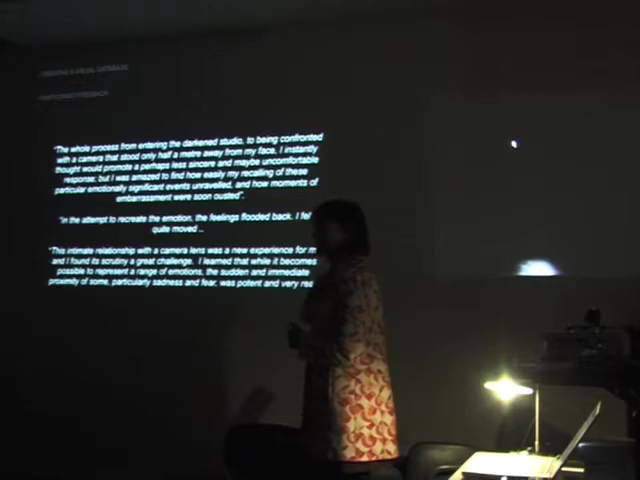 CREATING A VISUAL DATABASE
PARTICIPANT FEEDBACK
"The whole process from entering the darkened studio, to being confronted
with a camera that stood only half a metre away from my face, I instantly
thought would promote a perhaps less sincere and maybe uncomfortable
response; but I was amazed to find how easily my recalling of these
particular emotionally significant events unravelled, and how moments of
embarrassment were soon ousted".
"In the attempt to recreate the emotion, the feelings flooded back. I
quite moved ..
"This intimate relationship with a camera lens was a new experience for
and I found its scrutiny a great challenge. I learned that while it becomes
possible to represent a range of emotions, the sudden and immediate
proximity of some, particularly sadness and fear, was potent and very